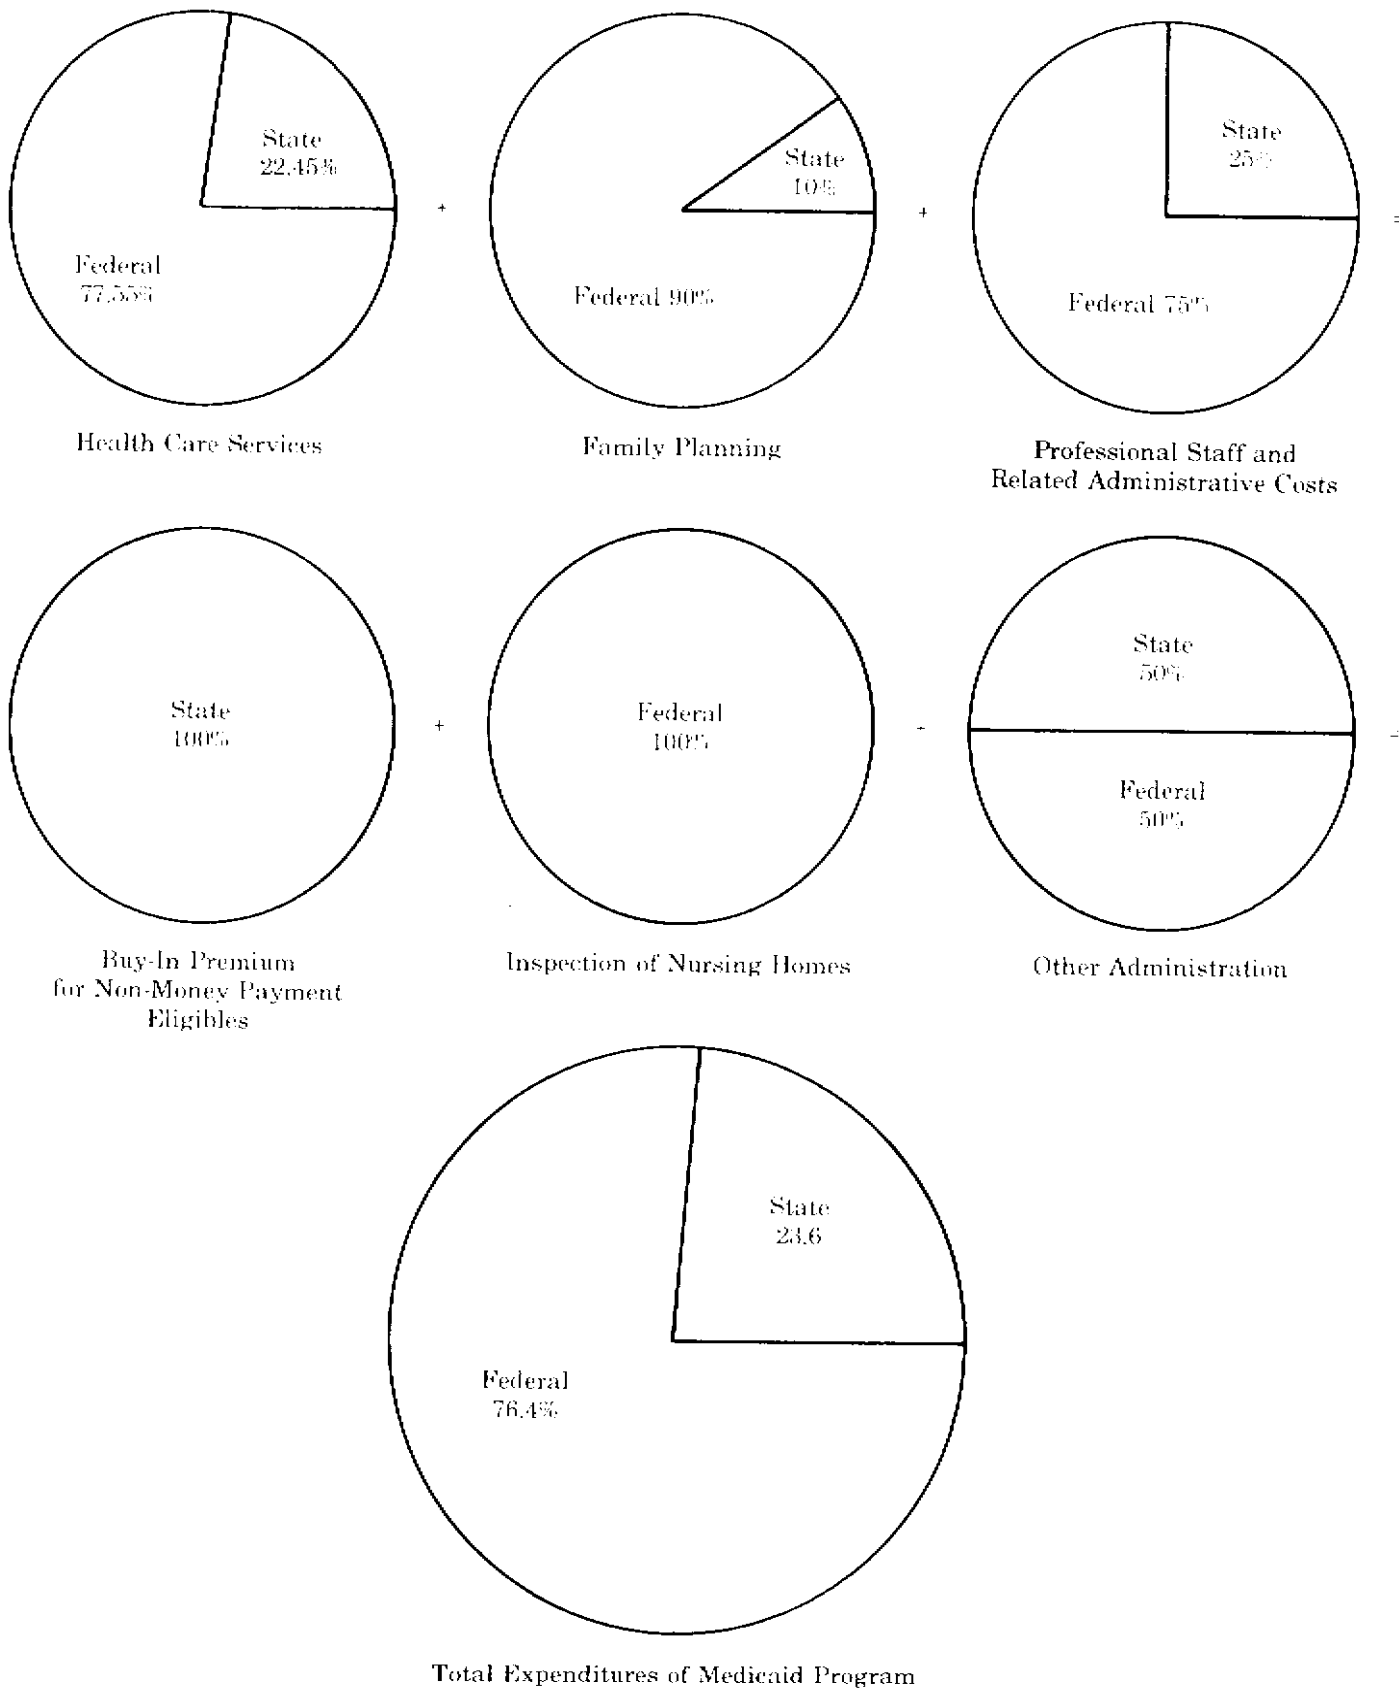 State
22.45%
Federal
77.55%
Health Care Services
+
State
10%
Federal 90%
Family Planning
+
State
25%
Federal 75%
Professional Staff and
Related Administrative Costs
=
State
100%
Buy-In Premium
for Non-Money Payment
Eligibles
+
Federal
100%
Inspection of Nursing Homes
+
State
50%
Federal
50%
Other Administration
=
State
23.6
Federal
76.4%
Total Expenditures of Medicaid Program